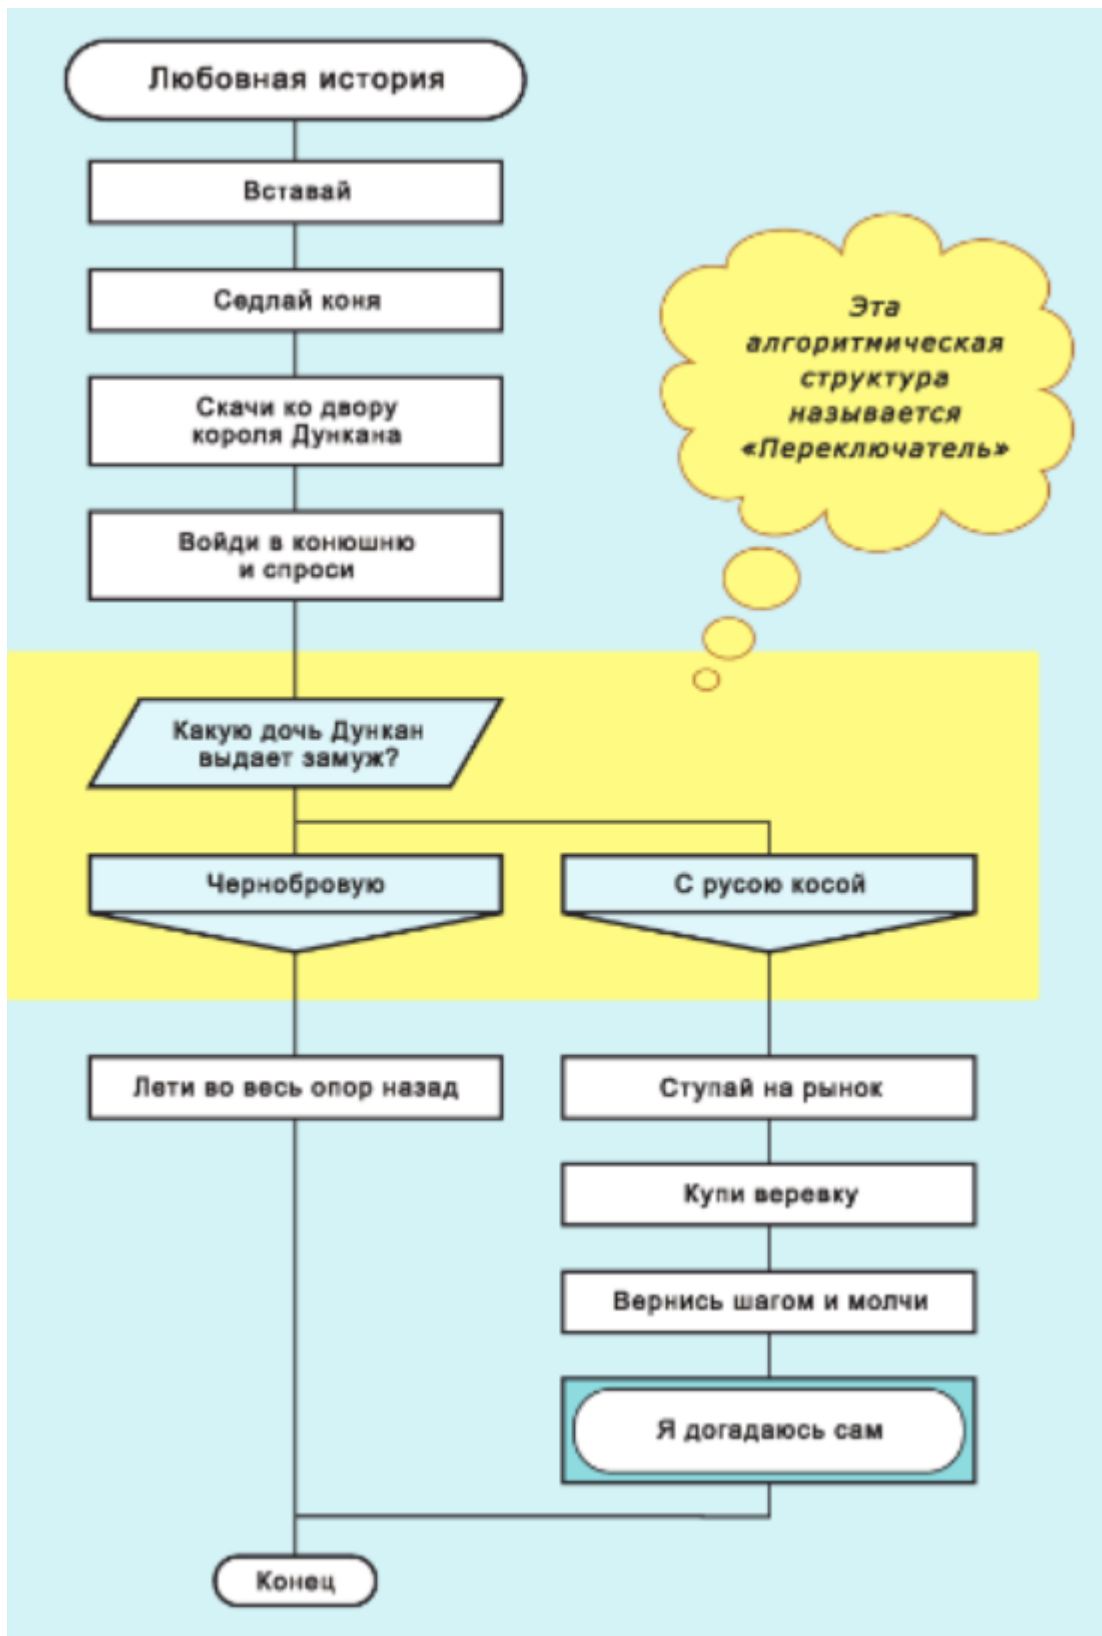 Любовная история
Вставай
Седлай коня
Скачи ко двору
короля Дункана
Войди в конюшню
и спроси
Эта
алгоритмическая
структура
называется
«Переключатель»
Какую дочь Дункан
выдает замуж?
Чернобровую
С русою косой
Лети во весь опор назад
Ступай на рынок
Купи веревку
Вернись шагом и молчи
Я догадаюсь сам
Конец